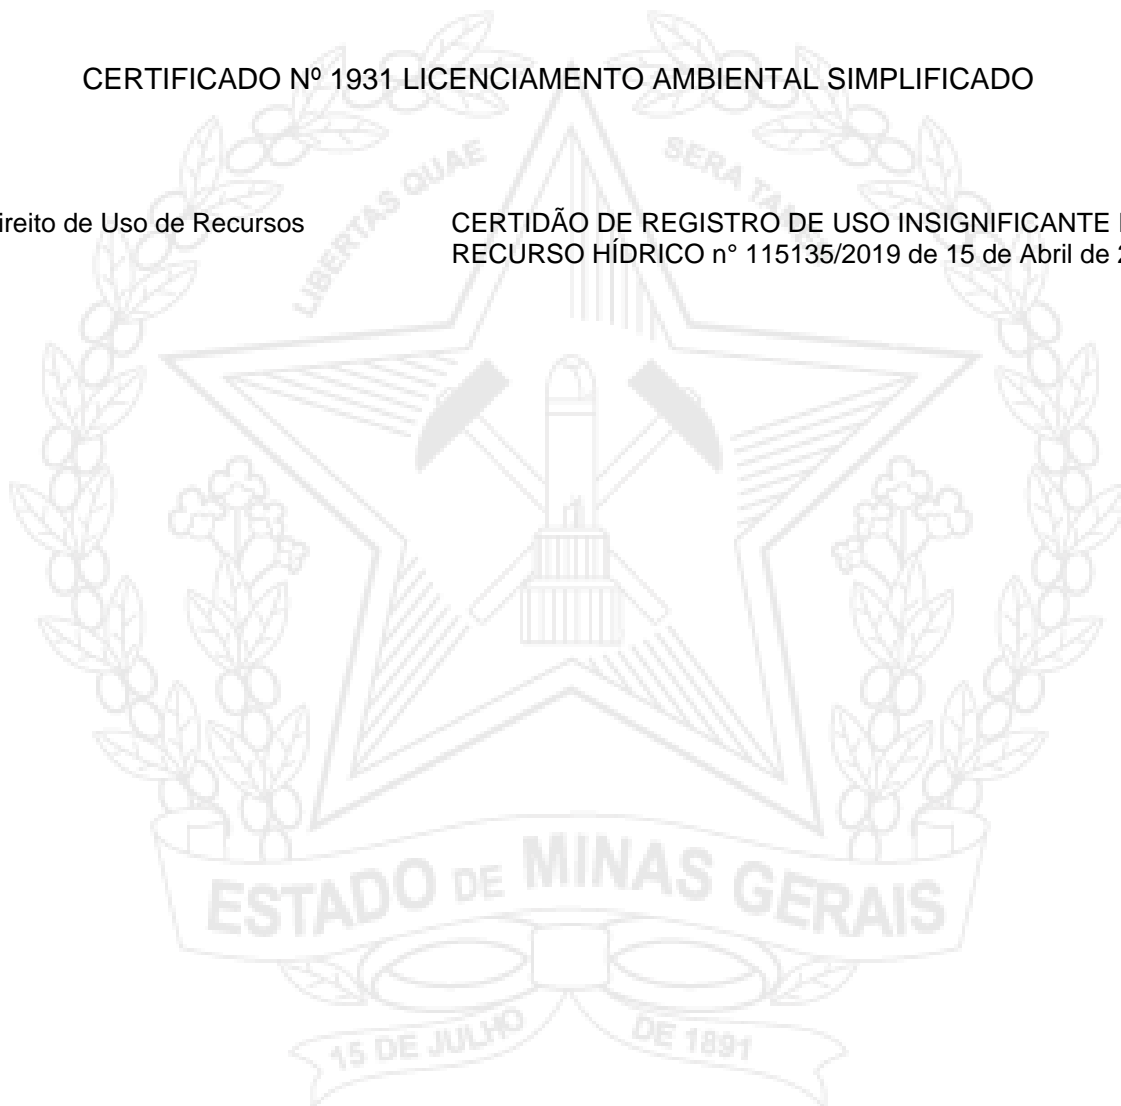 CERTIFICADO Nº 1931 LICENCIAMENTO AMBIENTAL SIMPLIFICADO
LIBERTAS QUAE SERA TAMEN
ireito de Uso de Recursos
CERTIDÃO DE REGISTRO DE USO INSIGNIFICANTE
RECURSO HÍDRICO n° 115135/2019 de 15 de Abril de
ESTADO DE MINAS GERAIS
15 DE JULHO DE 1891